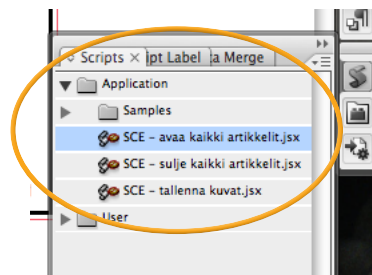 Scripts × ipt Label a Merge
Application
Samples
SCE – avaa kaikki artikkelit.jsx
SCE – sulje kaikki artikkelit.jsx
SCE – tallenna kuvat.jsx
User